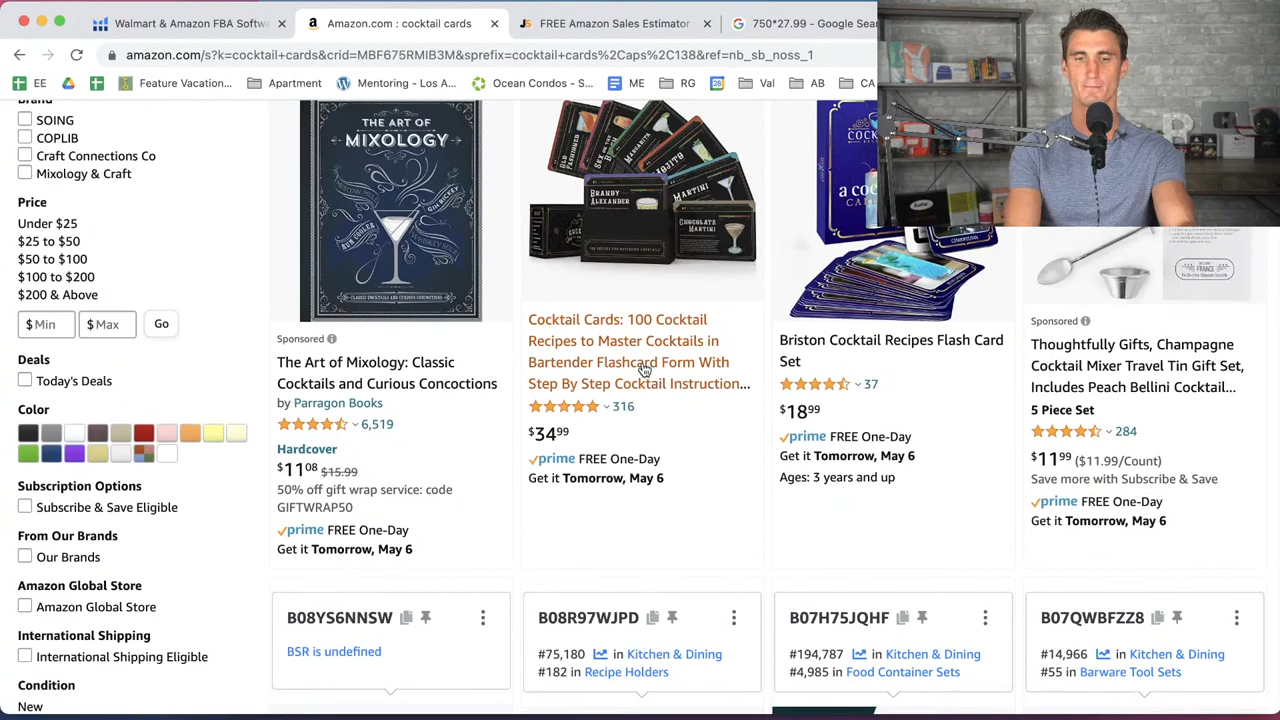 Walmart & Amazon FBA Softwa
Amazon.com : cocktail cards
FREE Amazon Sales Estimator
750*27.99 - Google Sear
amazon.com/s?k=cocktail+cards&crid=MBF675RMIB3M&sprefix=cocktail+cards%2Caps%2C138&ref=nb_sb_noss_1
EE
Feature Vacation...
Apartment
Mentoring - Los A...
Ocean Condos - S...
ME
RG
Val
AB
CA
Brand
SOING
COPLIB
Craft Connections Co
Mixology & Craft
Price
Under $25
$25 to $50
$50 to $100
$100 to $200
$200 & Above
$ Min
$ Max
Go
Deals
Today's Deals
Color
Subscription Options
Subscribe & Save Eligible
From Our Brands
Our Brands
Amazon Global Store
Amazon Global Store
International Shipping
International Shipping Eligible
Condition
New
THE ART OF
MIXOLOGY
Sponsored
The Art of Mixology: Classic
Cocktails and Curious Concoctions
by Parragon Books
6,519
Hardcover
$11.08 $15.99
50% off gift wrap service: code
GIFTWRAP50
prime FREE One-Day
Get it Tomorrow, May 6
B08YS6NNSW
BSR is undefined
MARGARITA
MARTINI
BRANDY
ALEXANDER
CHOCOLATE
MARTINI
Cocktail Cards: 100 Cocktail
Recipes to Master Cocktails in
Bartender Flashcard Form With
Step By Step Cocktail Instruction...
316
$34.99
prime FREE One-Day
Get it Tomorrow, May 6
B08R97WJPD
#75,180 in Kitchen & Dining
#182 in Recipe Holders
Briston Cocktail Recipes Flash Card
Set
37
$18.99
prime FREE One-Day
Get it Tomorrow, May 6
Ages: 3 years and up
B07H75JQHF
#194,787 in Kitchen & Dining
#4,985 in Food Container Sets
FRANCE
Sponsored
Thoughtfully Gifts, Champagne
Cocktail Mixer Travel Tin Gift Set,
Includes Peach Bellini Cocktail...
5 Piece Set
284
$11.99 ($11.99/Count)
Save more with Subscribe & Save
prime FREE One-Day
Get it Tomorrow, May 6
B07QWBFZZ8
#14,966 in Kitchen & Dining
#55 in Barware Tool Sets